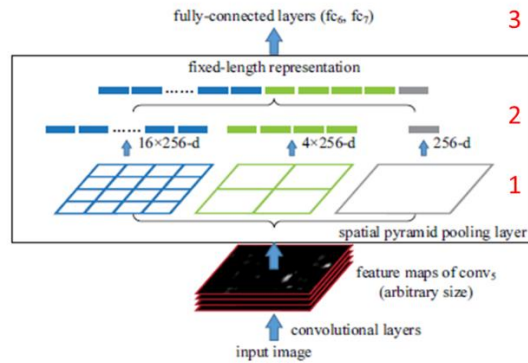 fully-connected layers (fc6, fc7)
3
fixed-length representation
......
2
......
16×256-d
4×256-d
256-d
1
spatial pyramid pooling layer
feature maps of conv5
(arbitrary size)
convolutional layers
input image